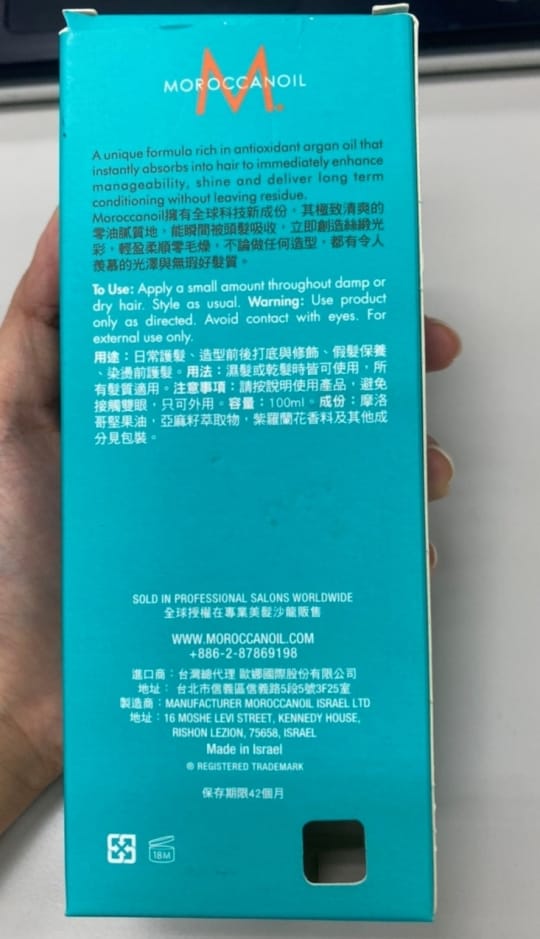 MOROCCANOIL
M
A unique formula rich in antioxidant argan oil that
instantly absorbs into hair to immediately enhance
manageability, shine and deliver long term
conditioning without leaving residue.
Moroccanoil擁有全球科技新成份，其極致清爽的
零油膩質地，能瞬間被頭髮吸收，立即創造絲緞光
彩，輕盈柔順零毛燥，不論做任何造型，都有令人
羨慕的光澤與無瑕好髮質。
To Use: Apply a small amount throughout damp or
dry hair. Style as usual. Warning: Use product
only as directed. Avoid contact with eyes. For
external use only.
用途：日常護髮、造型前後打底與修飾、假髮保養
、染燙前護髮。用法：濕髮或乾髮時皆可使用，所
有髮質適用。注意事項：請按說明使用產品，避免
接觸雙眼，只可外用。容量：100ml。成份：摩洛
哥堅果油，亞麻籽萃取物，紫羅蘭花香料及其他成
分見包裝。
SOLD IN PROFESSIONAL SALONS WORLDWIDE
全球授權在專業美髮沙龍販售
WWW.MOROCCANOIL.COM
+886-2-87869198
進口商：台灣總代理 歐娜國際股份有限公司
地址： 台北市信義區信義路5段5號3F25室
製造商：MANUFACTURER MOROCCANOIL ISRAEL LTD
地址：16 MOSHE LEVI STREET, KENNEDY HOUSE,
RISHON LEZION, 75658, ISRAEL
Made in Israel
® REGISTERED TRADEMARK
保存期限42個月
18M